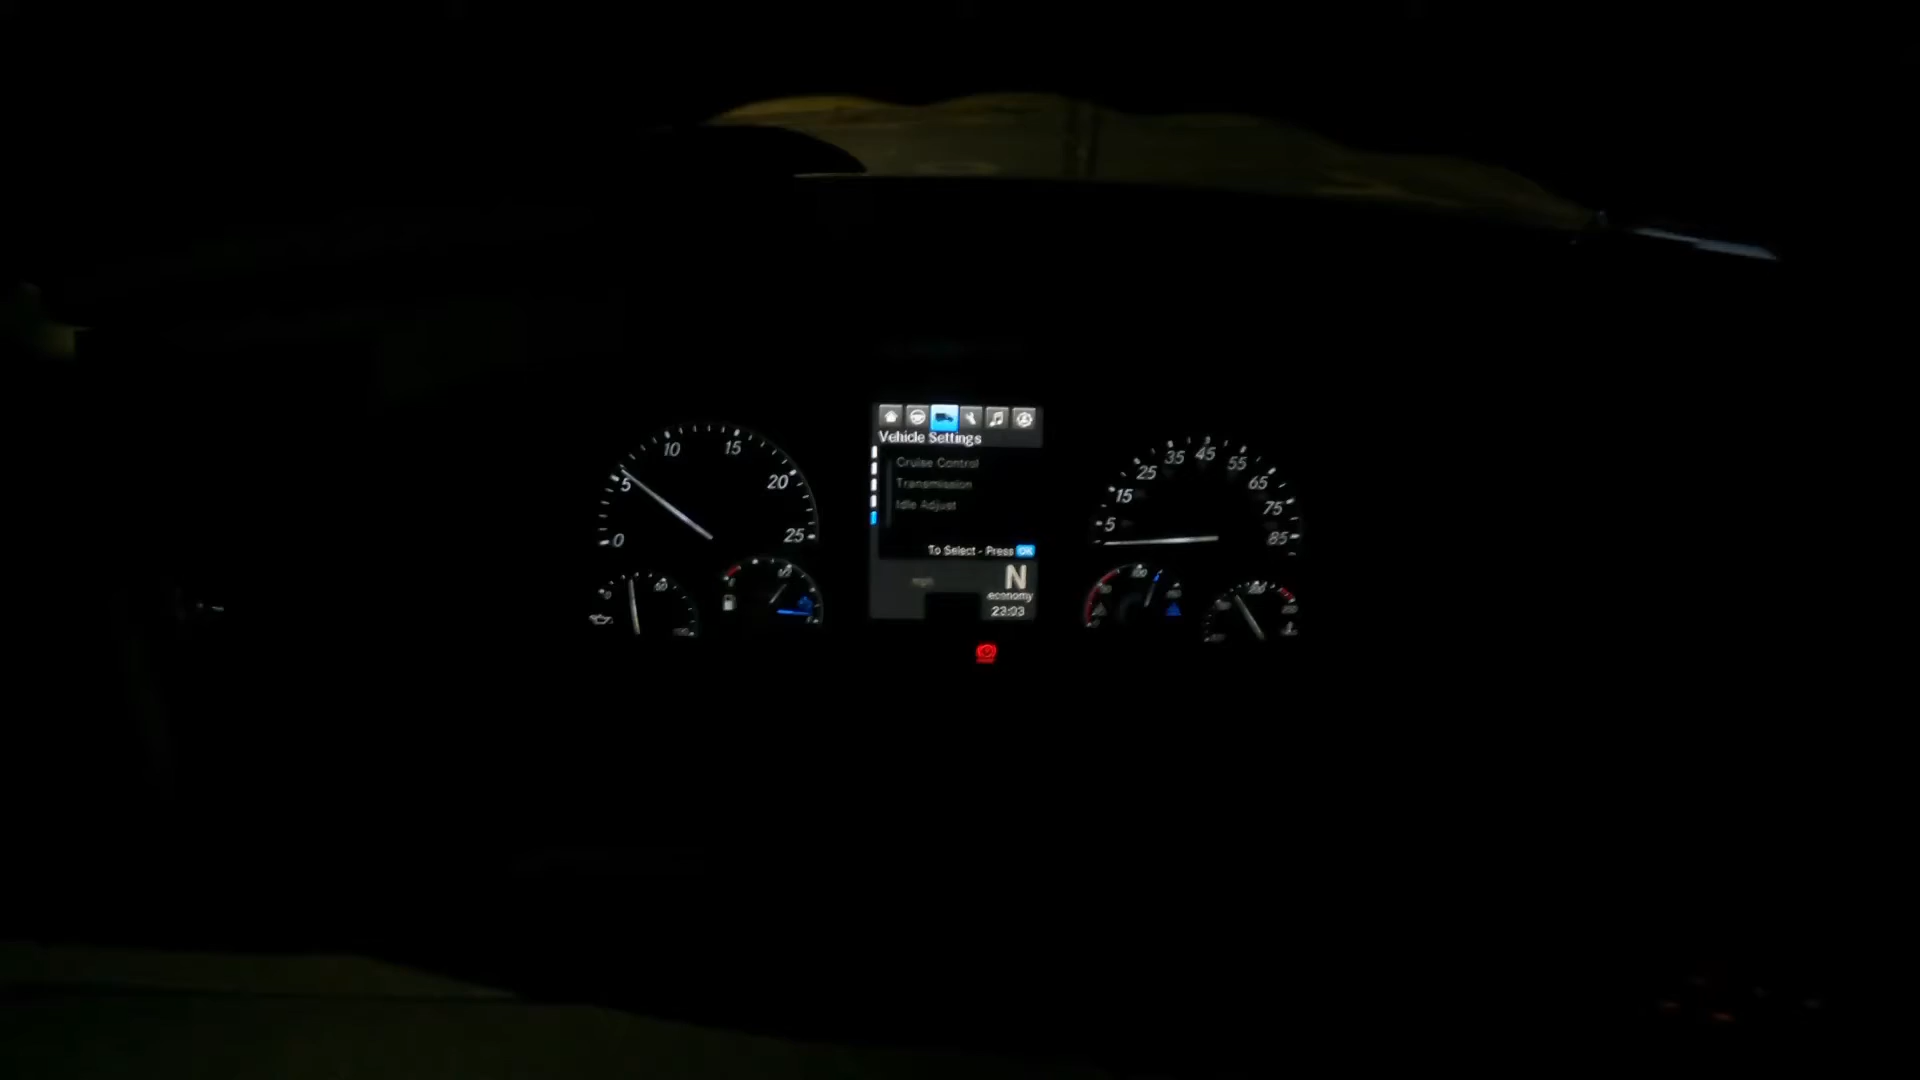 Vehicle Settings
Cruise Control
Transmission
Idle Adjust
To Select - Press OK
mph
N
economy
23:03
0
5
10
15
20
25
5
15
25
35
45
55
65
75
85